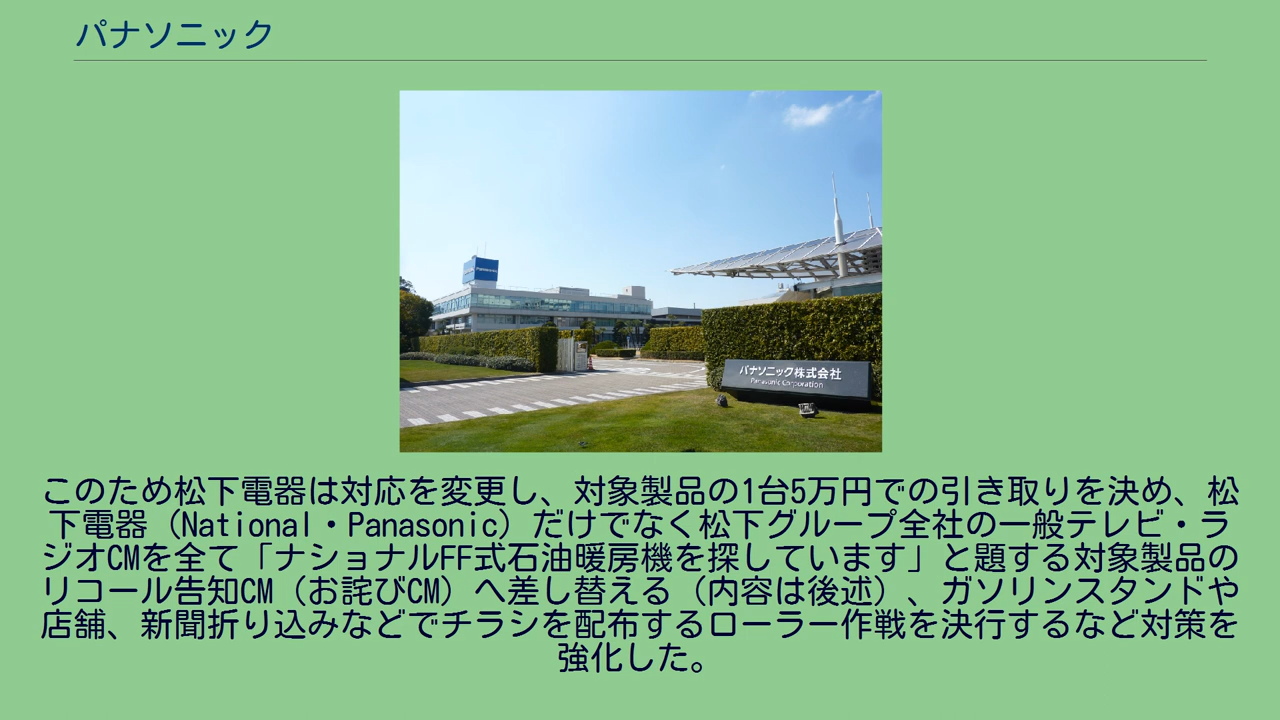 パナソニック
Panasonic
パナソニック株式会社
Panasonic Corporation
このため松下電器は対応を変更し、対象製品の1台5万円での引き取りを決め、松
下電器（National・Panasonic）だけでなく松下グループ全社の一般テレビ・ラ
ジオCMを全て「ナショナルFF式石油暖房機を探しています」と題する対象製品の
リコール告知CM（お詫びCM）へ差し替える（内容は後述）、ガソリンスタンドや
店舗、新聞折り込みなどでチラシを配布するローラー作戦を決行するなど対策を
強化した。